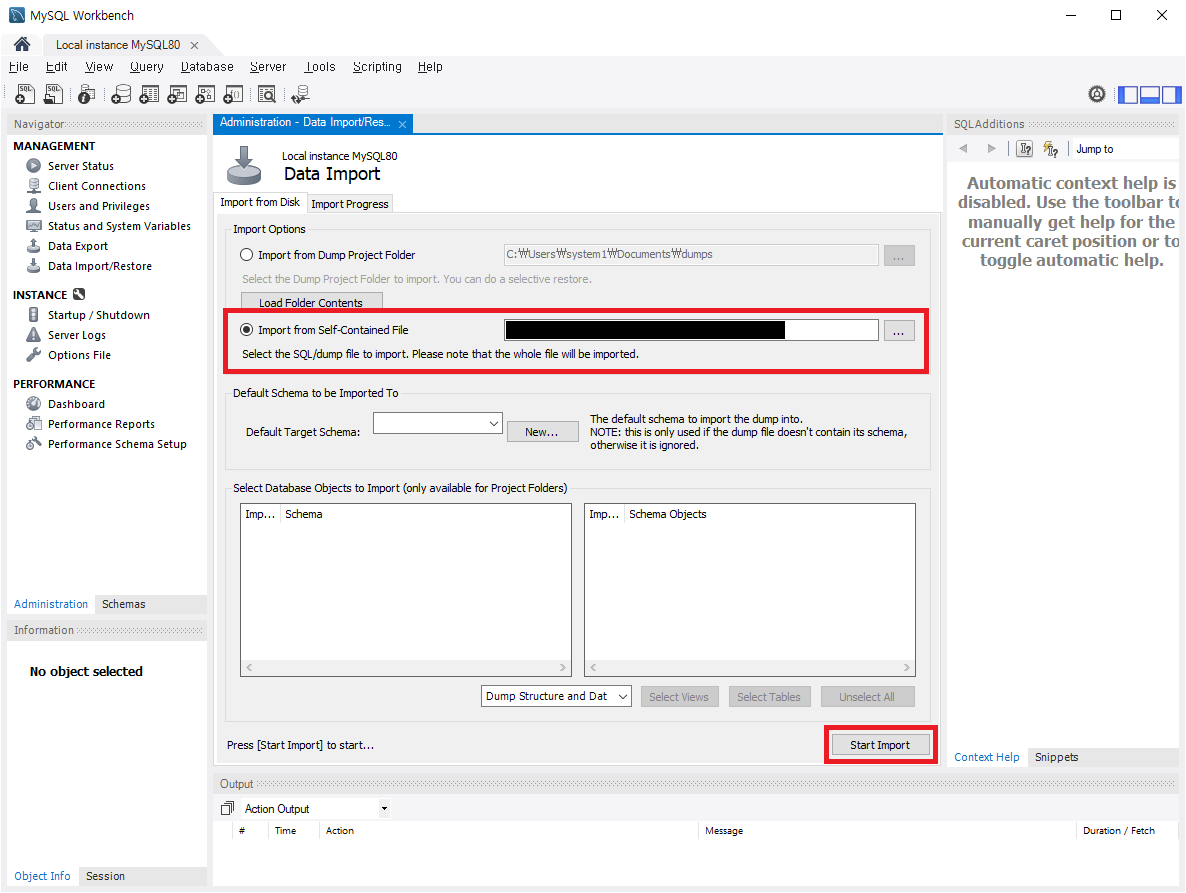 MySQL Workbench
Local instance MySQL80
File Edit View Query Database Server Tools Scripting Help
Navigator
MANAGEMENT
Server Status
Client Connections
Users and Privileges
Status and System Variables
Data Export
Data Import/Restore
INSTANCE
Startup / Shutdown
Server Logs
Options File
PERFORMANCE
Dashboard
Performance Reports
Performance Schema Setup
Administration Schemas
Information
No object selected
Object Info Session
Administration - Data Import/Res...
Local instance MySQL80
Data Import
Import from Disk Import Progress
Import Options
Import from Dump Project Folder C:₩Users₩system1₩Documents₩dumps ...
Select the Dump Project Folder to import. You can do a selective restore.
Load Folder Contents
Import from Self-Contained File ...
Select the SQL/dump file to import. Please note that the whole file will be imported.
Default Schema to be Imported To
Default Target Schema: New...
The default schema to import the dump into.
NOTE: this is only used if the dump file doesn't contain its schema,
otherwise it is ignored.
Select Database Objects to Import (only available for Project Folders)
Imp... Schema
Imp... Schema Objects
Dump Structure and Dat Select Views Select Tables Unselect All
Press [Start Import] to start...
Start Import
SQLAdditions
Jump to
Automatic context help is
disabled. Use the toolbar to
manually get help for the
current caret position or to
toggle automatic help.
Context Help Snippets
Output
Action Output
# Time Action Message Duration / Fetch